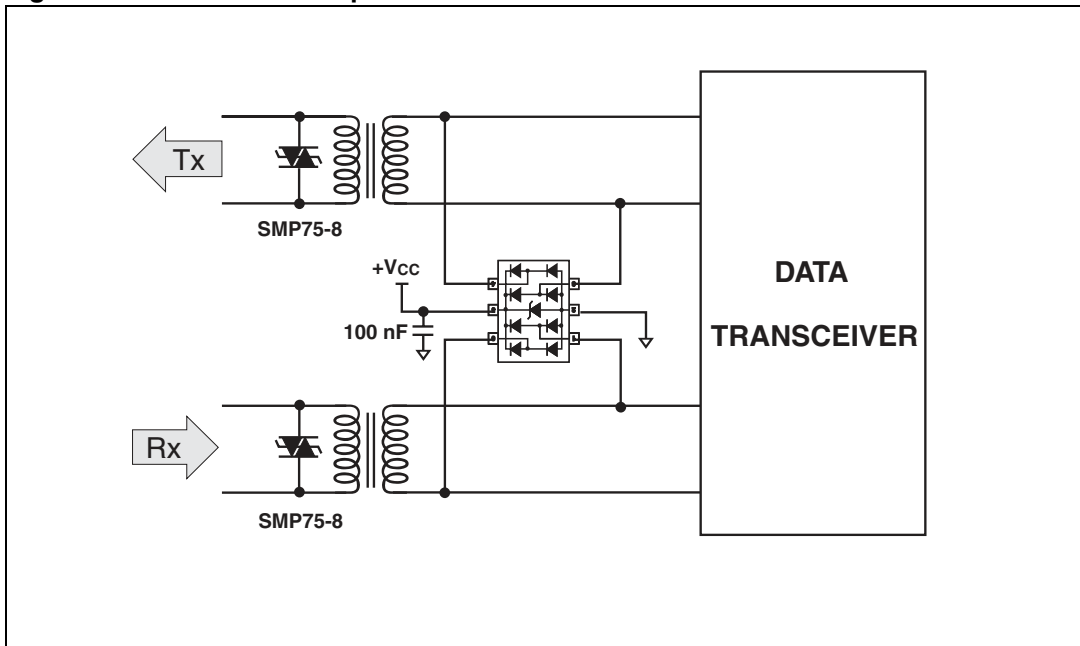 Tx
SMP75-8
+Vcc
100 nF
DATA
TRANSCEIVER
Rx
SMP75-8